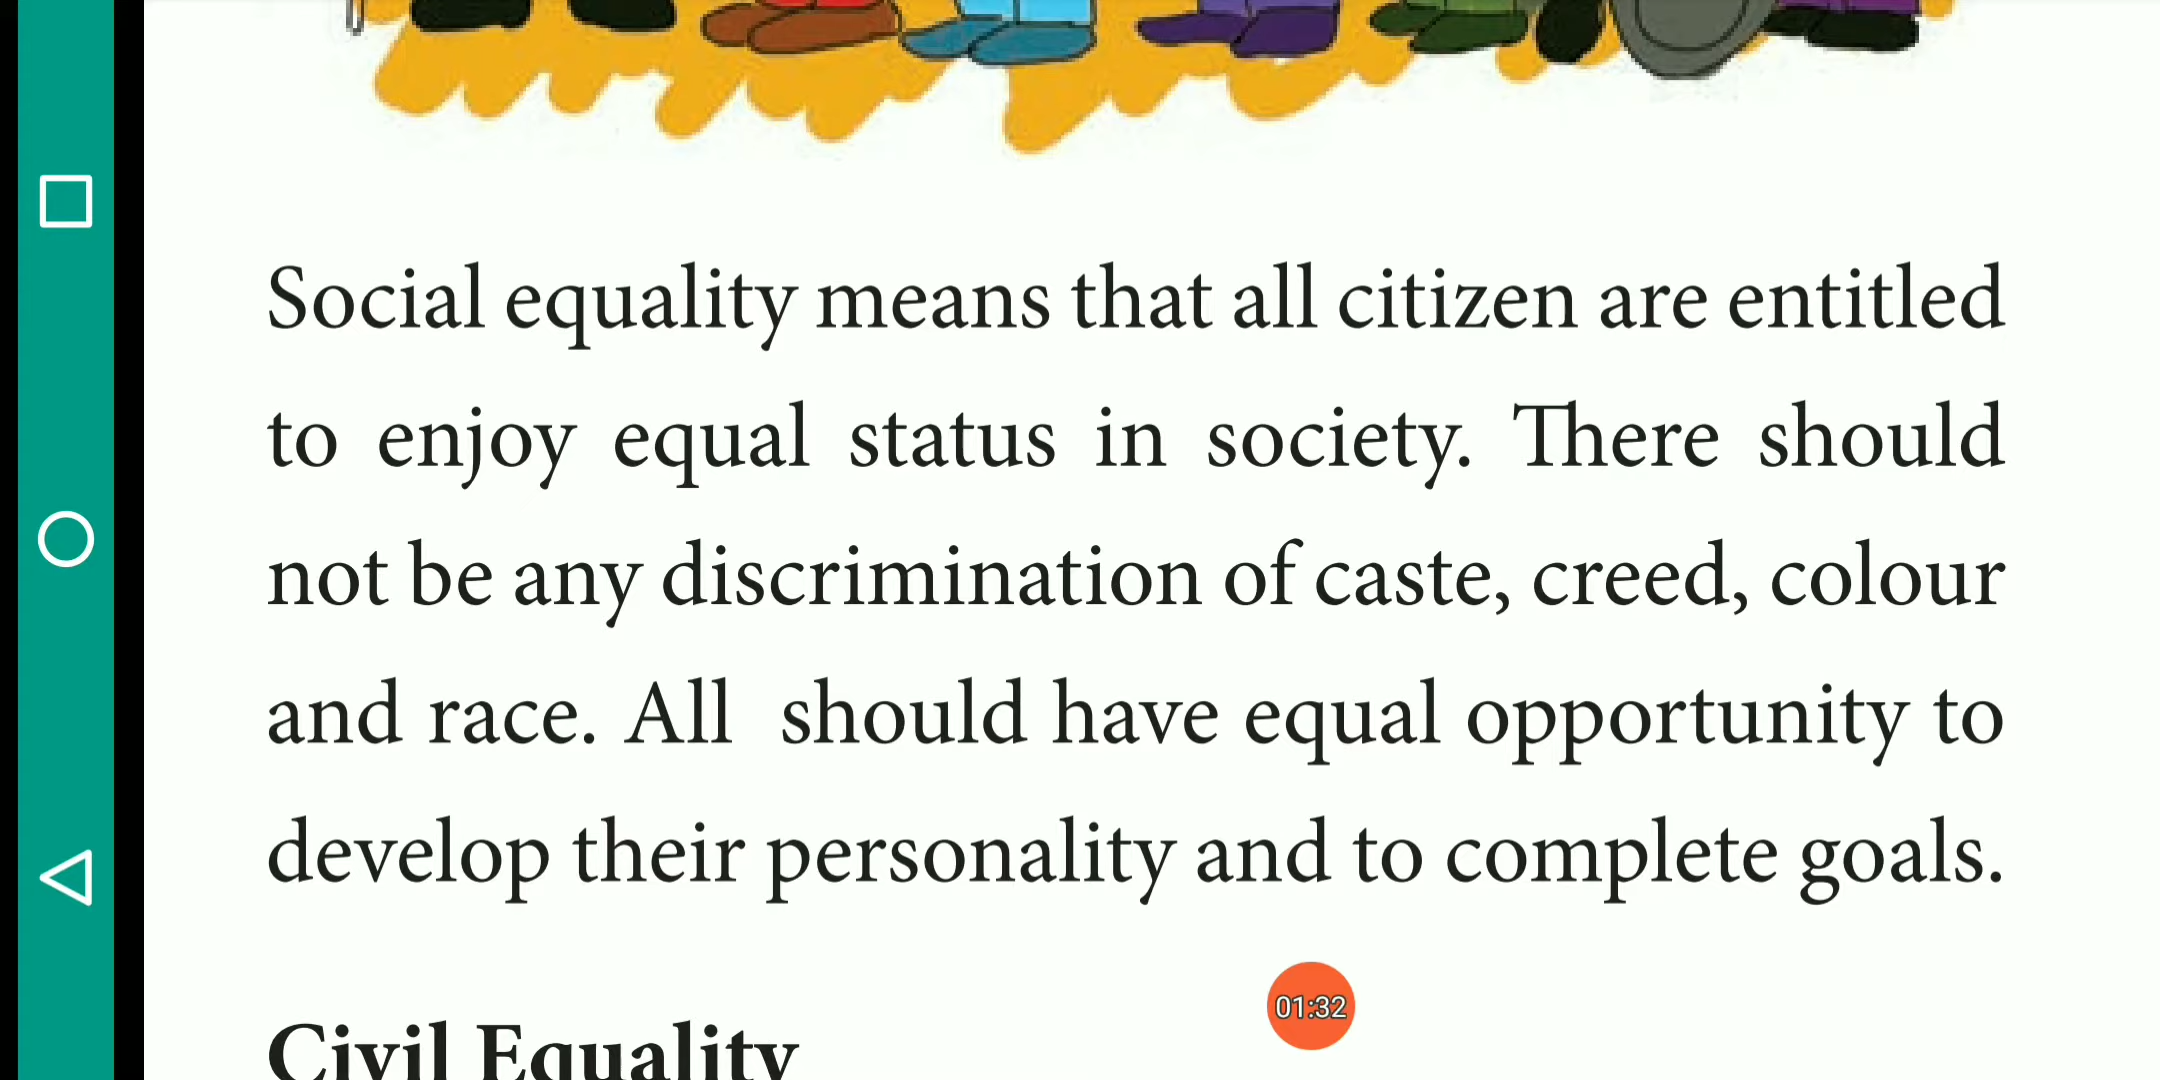 Social equality means that all citizen are entitled
to enjoy equal status in society. There should
not be any discrimination of caste, creed, colour
and race. All should have equal opportunity to
develop their personality and to complete goals.
01:32
Civil Equality